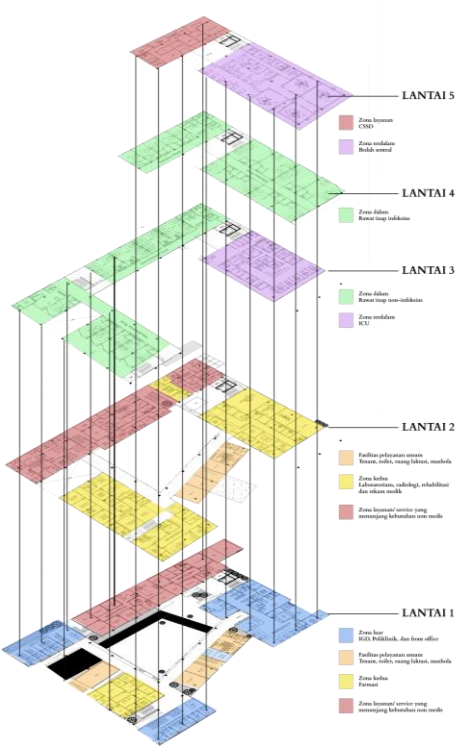 LANTAI 5
Zona layanan
CSSD
Zona terdalam
Bedah sentral
LANTAI 4
Zona dalam
Rawat inap infeksius
LANTAI 3
Zona dalam
Rawat inap non-infeksius
Zona terdalam
ICU
LANTAI 2
Fasilitas pelayanan umum
Tenant, toilet, ruang laktasi, mushola
Zona kedua
Laboratorium, radiologi, rehabilitasi
dan rekam medik
Zona layanan/ service yang
menunjang kebutuhan non medis
LANTAI 1
Zona luar
IGD, Poliklinik, dan front office
Fasilitas pelayanan umum
Tenant, toilet, ruang laktasi, mushola
Zona kedua
Farmasi
Zona layanan/ service yang
menunjang kebutuhan non medis